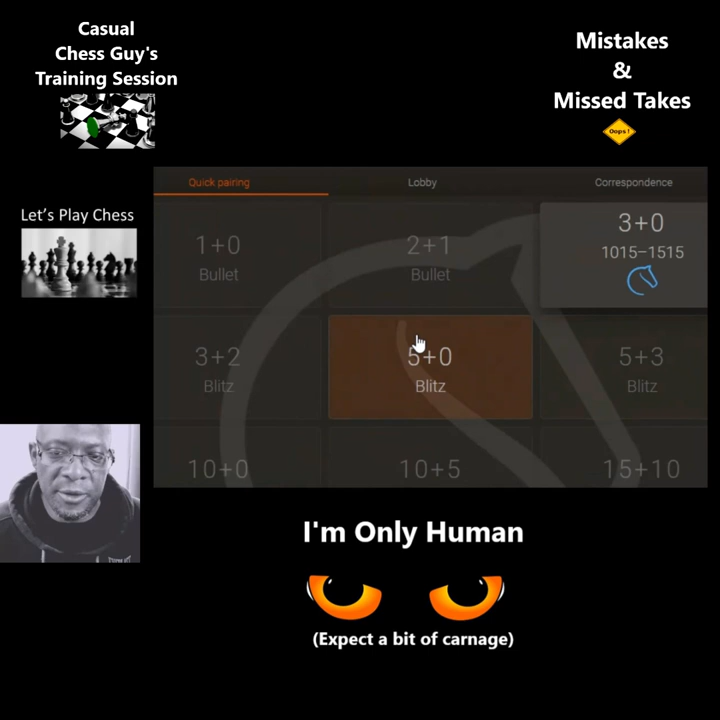 Casual
Chess Guy's
Training Session
Mistakes
&
Missed Takes
Oops!
Let's Play Chess
Quick pairing
Lobby
Correspondence
1+0
Bullet
2+1
Bullet
3+0
1015–1515
3+2
Blitz
5+0
Blitz
5+3
Blitz
10+0
10+5
15+10
I'm Only Human
(Expect a bit of carnage)